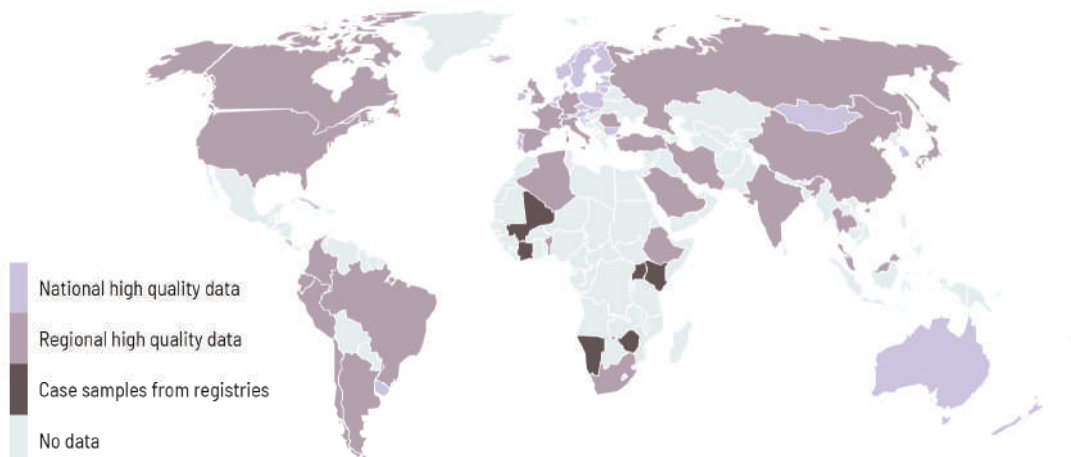 National high quality data
Regional high quality data
Case samples from registries
No data